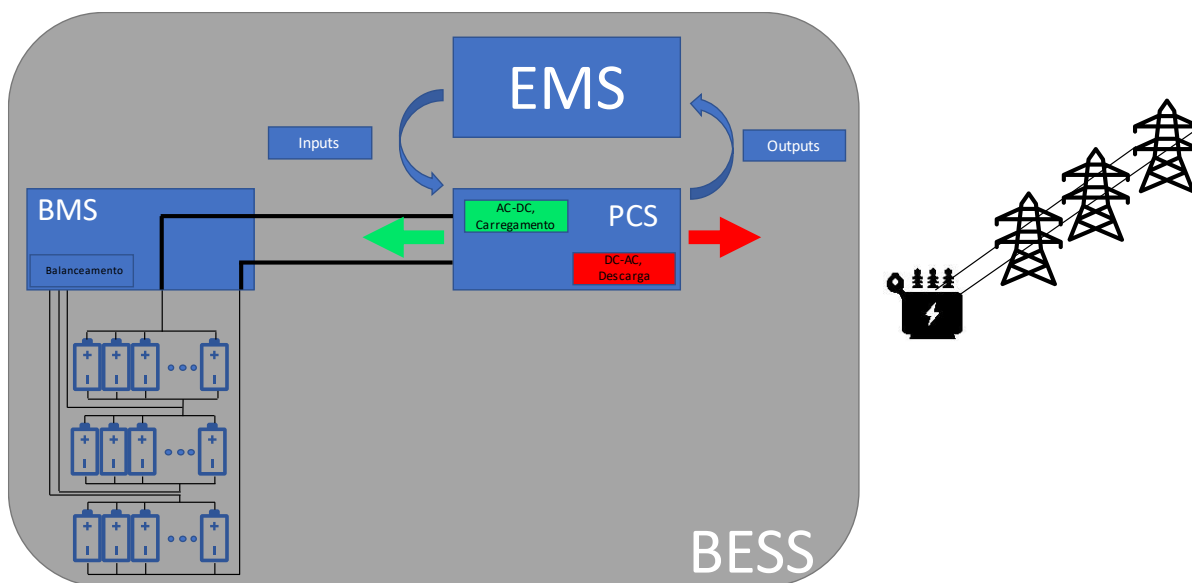 EMS
Inputs
Outputs
BMS
AC-DC,
Carregamento
PCS
Balanceamento
DC-AC,
Descarga
BESS